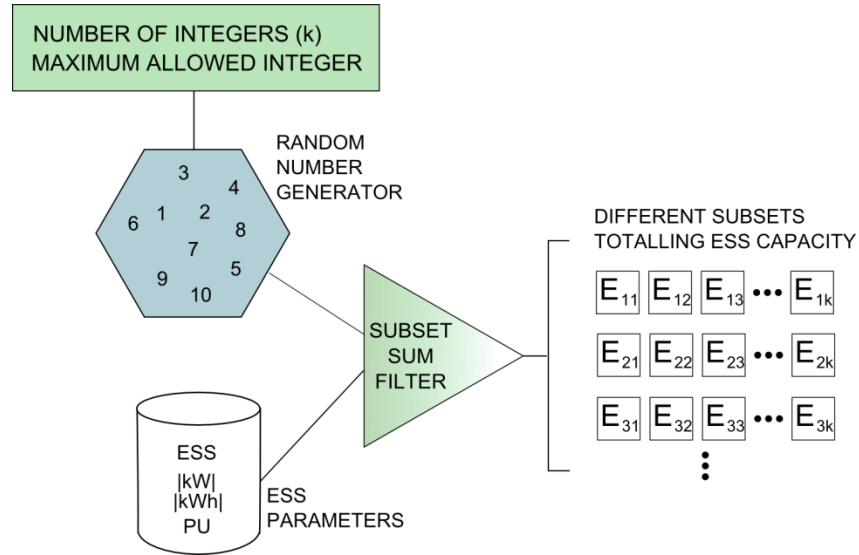 NUMBER OF INTEGERS (k)
MAXIMUM ALLOWED INTEGER
RANDOM
NUMBER
GENERATOR
3
4
6
1
2
8
7
9
5
10
SUBSET
SUM
FILTER
ESS
|kW|
|kWh|
PU
ESS
PARAMETERS
DIFFERENT SUBSETS
TOTALLING ESS CAPACITY
E11 E12 E13 ••• E1k
E21 E22 E23 ••• E2k
E31 E32 E33 ••• E3k